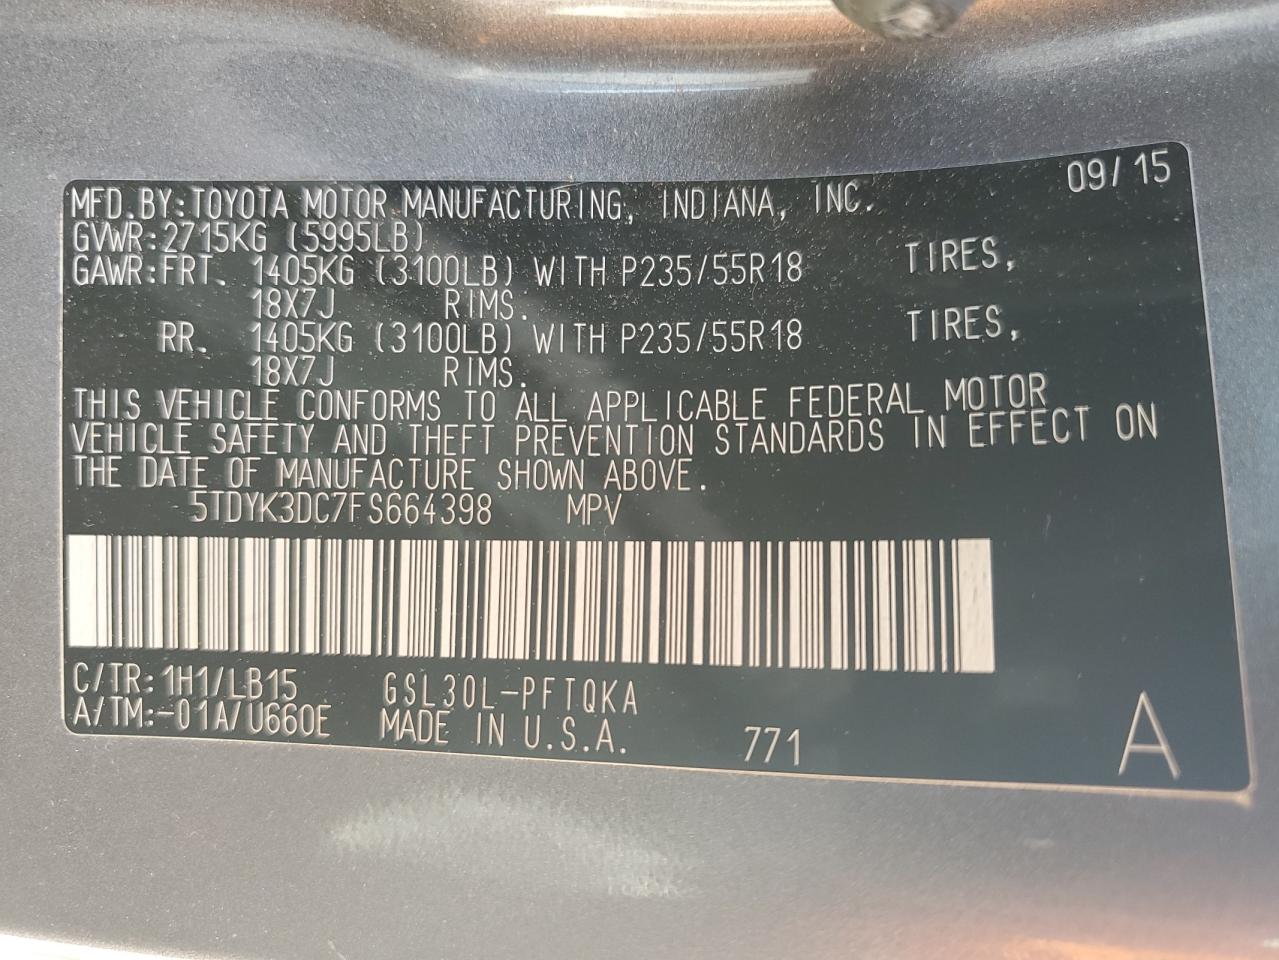 09/15
MFD.BY:TOYOTA MOTOR MANUFACTURING, INDIANA, INC.
GVWR:2715KG (5995LB)
GAWR:FRT. 1405KG (3100LB) WITH P235/55R18 TIRES,
18X7J RIMS.
RR. 1405KG (3100LB) WITH P235/55R18 TIRES,
18X7J RIMS.
THIS VEHICLE CONFORMS TO ALL APPLICABLE FEDERAL MOTOR
VEHICLE SAFETY AND THEFT PREVENTION STANDARDS IN EFFECT ON
THE DATE OF MANUFACTURE SHOWN ABOVE.
5TDYK3DC7FS664398 MPV
C/TR:1H1/LB15 GSL30L-PFTQKA
A/TM:-01A/U660E MADE IN U.S.A. 771 A